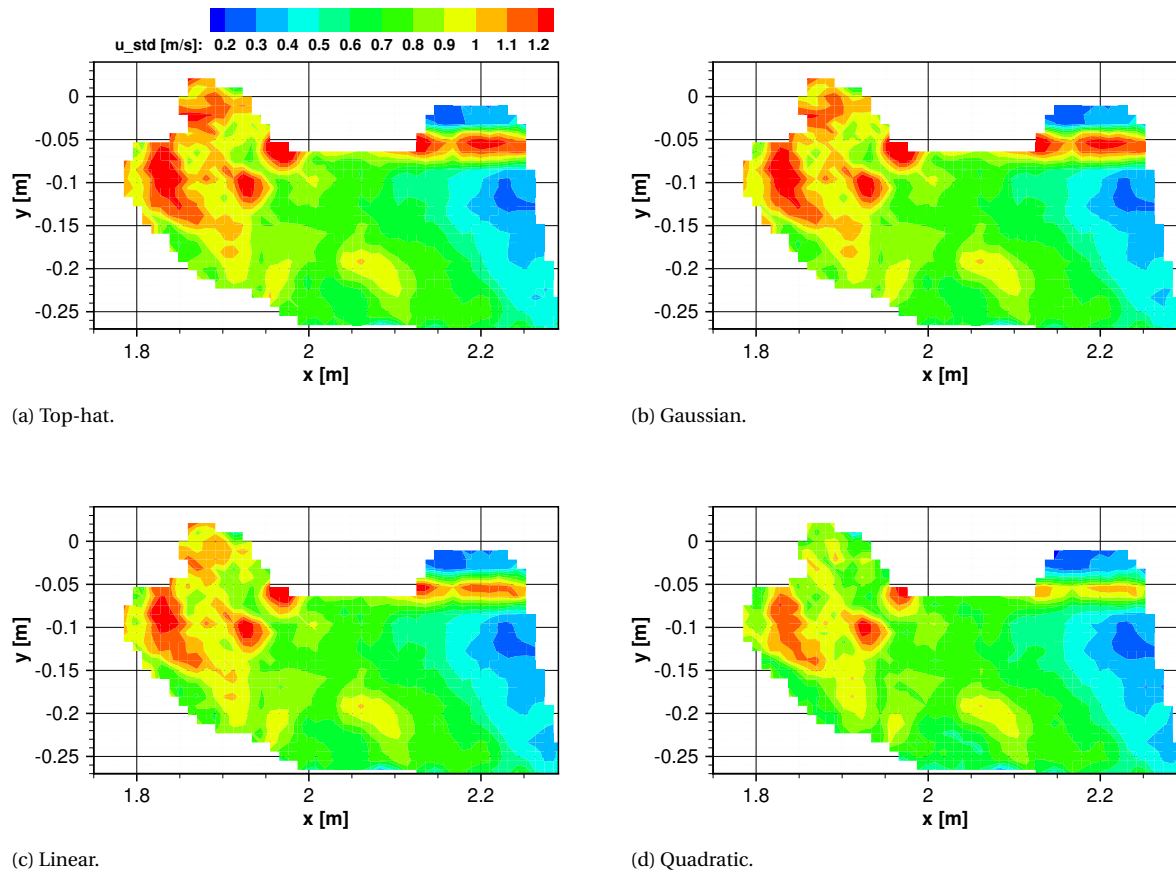 u_std [m/s]: 0.2 0.3 0.4 0.5 0.6 0.7 0.8 0.9 1 1.1 1.2
0
-0.05
-0.1
-0.15
-0.2
-0.25
y [m]
1.8 2 2.2
x [m]
(a) Top-hat.
0
-0.05
-0.1
-0.15
-0.2
-0.25
y [m]
1.8 2 2.2
x [m]
(b) Gaussian.
0
-0.05
-0.1
-0.15
-0.2
-0.25
y [m]
1.8 2 2.2
x [m]
(c) Linear.
0
-0.05
-0.1
-0.15
-0.2
-0.25
y [m]
1.8 2 2.2
x [m]
(d) Quadratic.